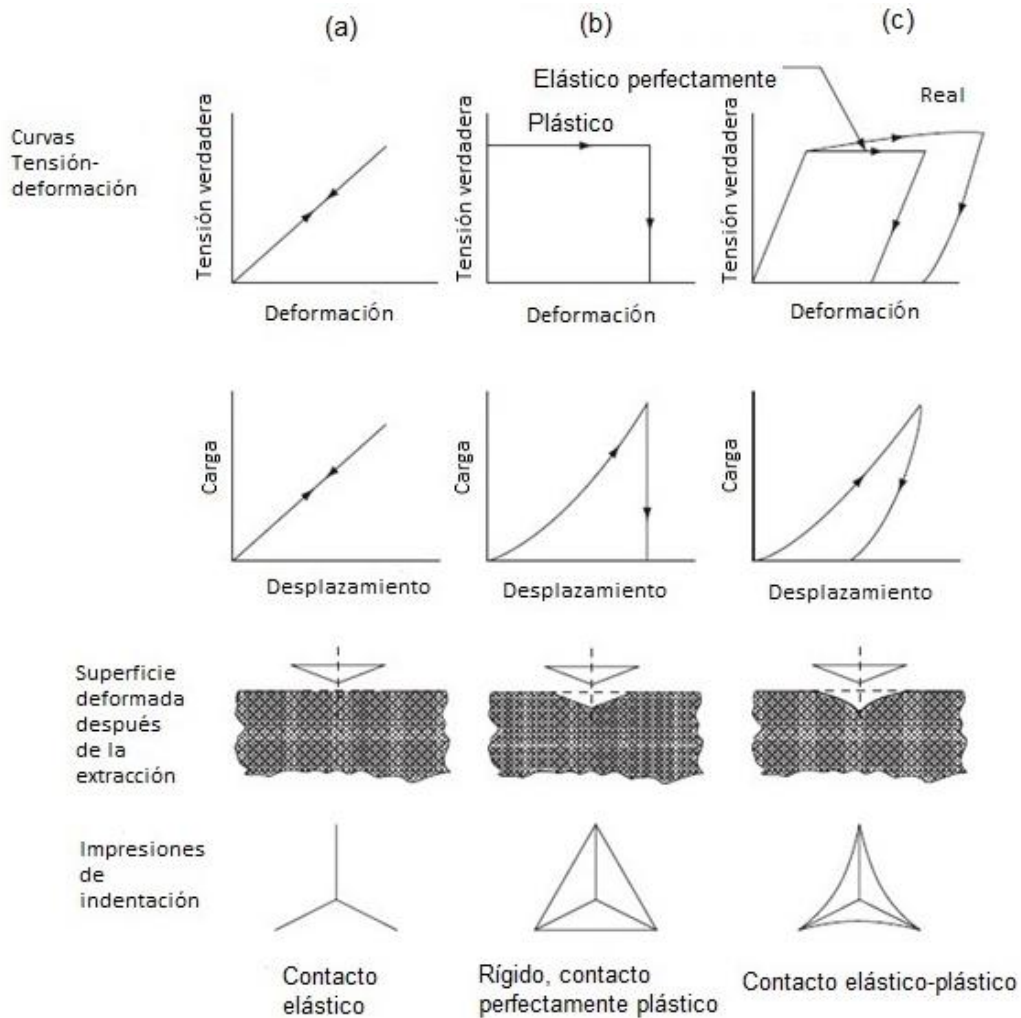 (a)
(b)
(c)
Curvas
Tensión-
deformación
Tensión verdadera
Deformación
Tensión verdadera
Plástico
Deformación
Elástico perfectamente
Real
Tensión verdadera
Deformación
Carga
Desplazamiento
Carga
Desplazamiento
Carga
Desplazamiento
Superficie
deformada
después
de la
extracción
Impresiones
de
indentación
Contacto
elástico
Rígido, contacto
perfectamente plástico
Contacto elástico-plástico